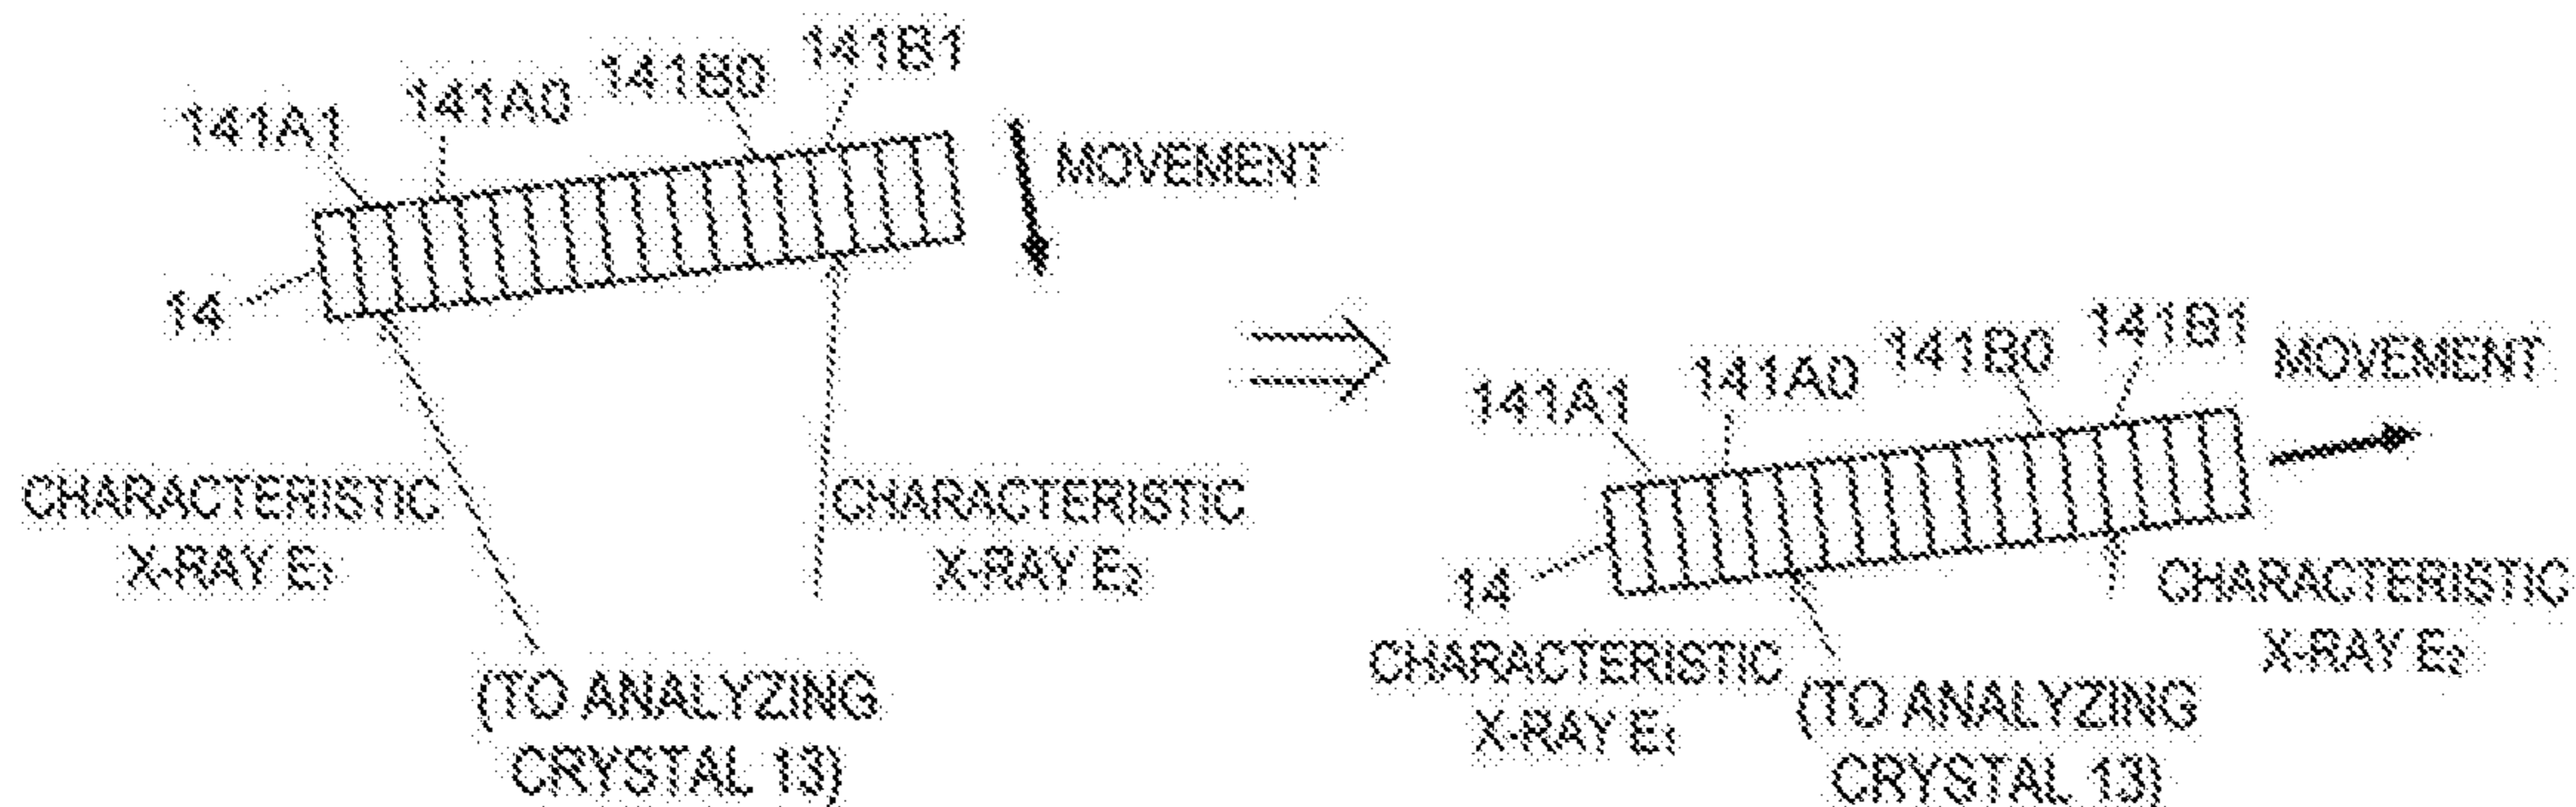 141A1
141A0
141B0
141B1
MOVEMENT
14
CHARACTERISTIC
X-RAY E₁
CHARACTERISTIC
X-RAY E₂
(TO ANALYZING
CRYSTAL 13)
141A1
141A0
141B0
141B1
MOVEMENT
14
CHARACTERISTIC
X-RAY E₁
(TO ANALYZING
CRYSTAL 13)
CHARACTERISTIC
X-RAY E₂